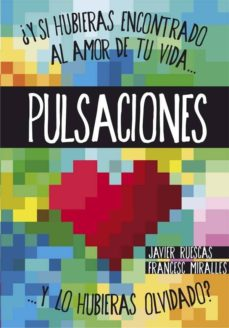 ¿Y SI HUBIERAS ENCONTRADO
AL AMOR DE TU VIDA...
PULSACIONES
JAVIER RUESCAS
FRANCESC MIRALLES
...Y LO HUBIERAS OLVIDADO?